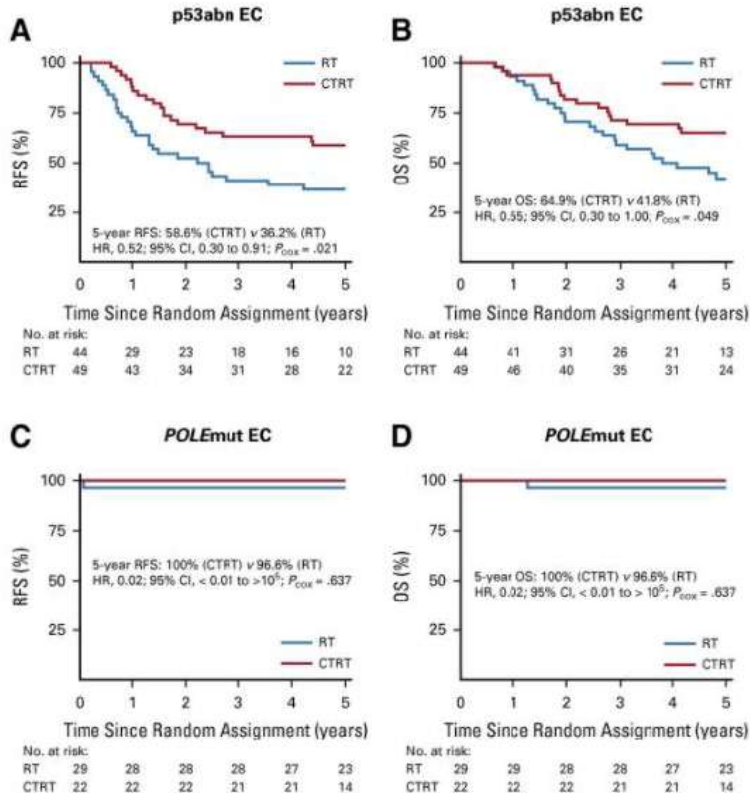 A
p53abn EC
100
75
50
25
RFS (%)
RT
CTRT
5-year RFS: 58.6% (CTRT) v 36.2% (RT)
HR, 0.52; 95% CI, 0.30 to 0.91; Pcox = .021
0 1 2 3 4 5
Time Since Random Assignment (years)
No. at risk:
RT 44 29 23 18 16 10
CTRT 49 43 34 31 28 22
B
p53abn EC
100
75
50
25
OS (%)
RT
CTRT
5-year OS: 64.9% (CTRT) v 41.8% (RT)
HR, 0.55; 95% CI, 0.30 to 1.00; Pcox = .049
0 1 2 3 4 5
Time Since Random Assignment (years)
No. at risk:
RT 44 41 31 26 21 13
CTRT 49 46 40 35 31 24
C
POLEmut EC
100
75
50
25
RFS (%)
5-year RFS: 100% (CTRT) v 96.6% (RT)
HR, 0.02; 95% CI, < 0.01 to >10⁵; Pcox = .637
RT
CTRT
0 1 2 3 4 5
Time Since Random Assignment (years)
No. at risk:
RT 29 28 28 28 27 23
CTRT 22 22 22 21 21 14
D
POLEmut EC
100
75
50
25
OS (%)
5-year OS: 100% (CTRT) v 96.6% (RT)
HR, 0.02; 95% CI, < 0.01 to > 10⁵; Pcox = .637
RT
CTRT
0 1 2 3 4 5
Time Since Random Assignment (years)
No. at risk:
RT 29 29 28 28 27 23
CTRT 22 22 22 21 21 14